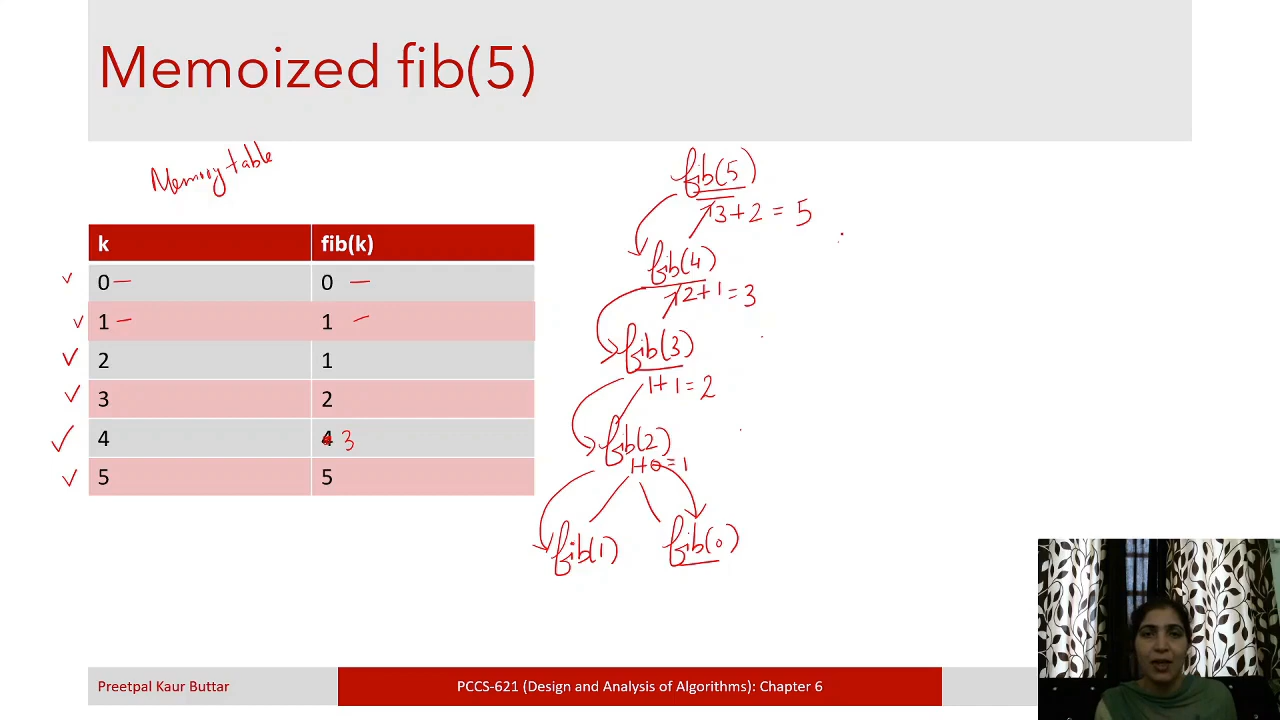 Memoized fib(5)
Memory table
k fib(k)
0 — 0 —
1 — 1 —
2 1
3 2
4 4 3
5 5
fib(5)
3+2 = 5
fib(4)
2+1 = 3
fib(3)
1+1 = 2
fib(2)
1+0 = 1
fib(1) fib(0)
Preetpal Kaur Buttar PCCS-621 (Design and Analysis of Algorithms): Chapter 6